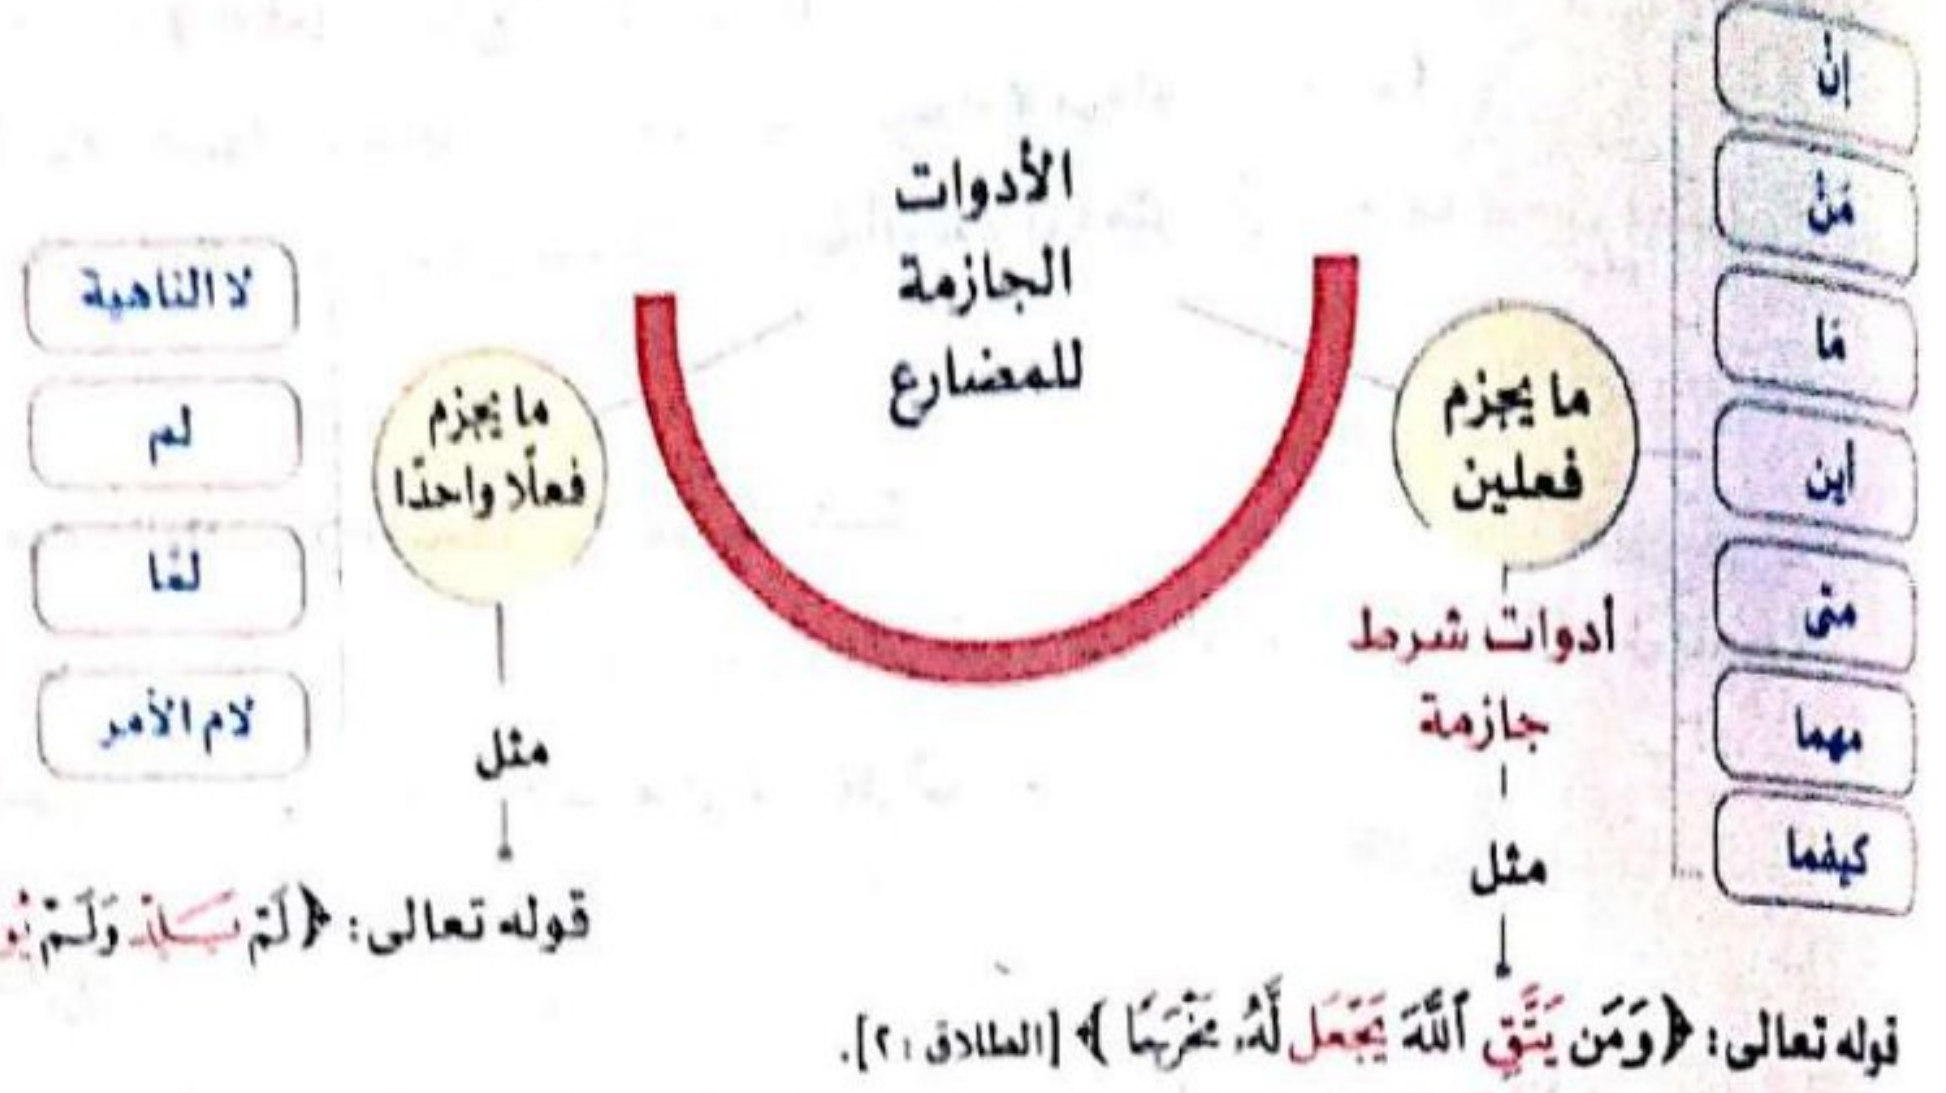 الأدوات
الجازمة
للمضارع
ما يجزم
فعلين
إنْ
مَنْ
مَا
أين
متى
مهما
كيفما
أدوات شرط
جازمة
مثل
قوله تعالى: ﴿وَمَن يَتَّقِ ٱللَّهَ يَجْعَل لَّهُۥ مَخْرَجًا﴾ [الطلاق: ٢].
ما يجزم
فعلًا واحدًا
لا الناهية
لم
لمَّا
لام الأمر
مثل
قوله تعالى: ﴿لَمْ يَلِدْ وَلَمْ